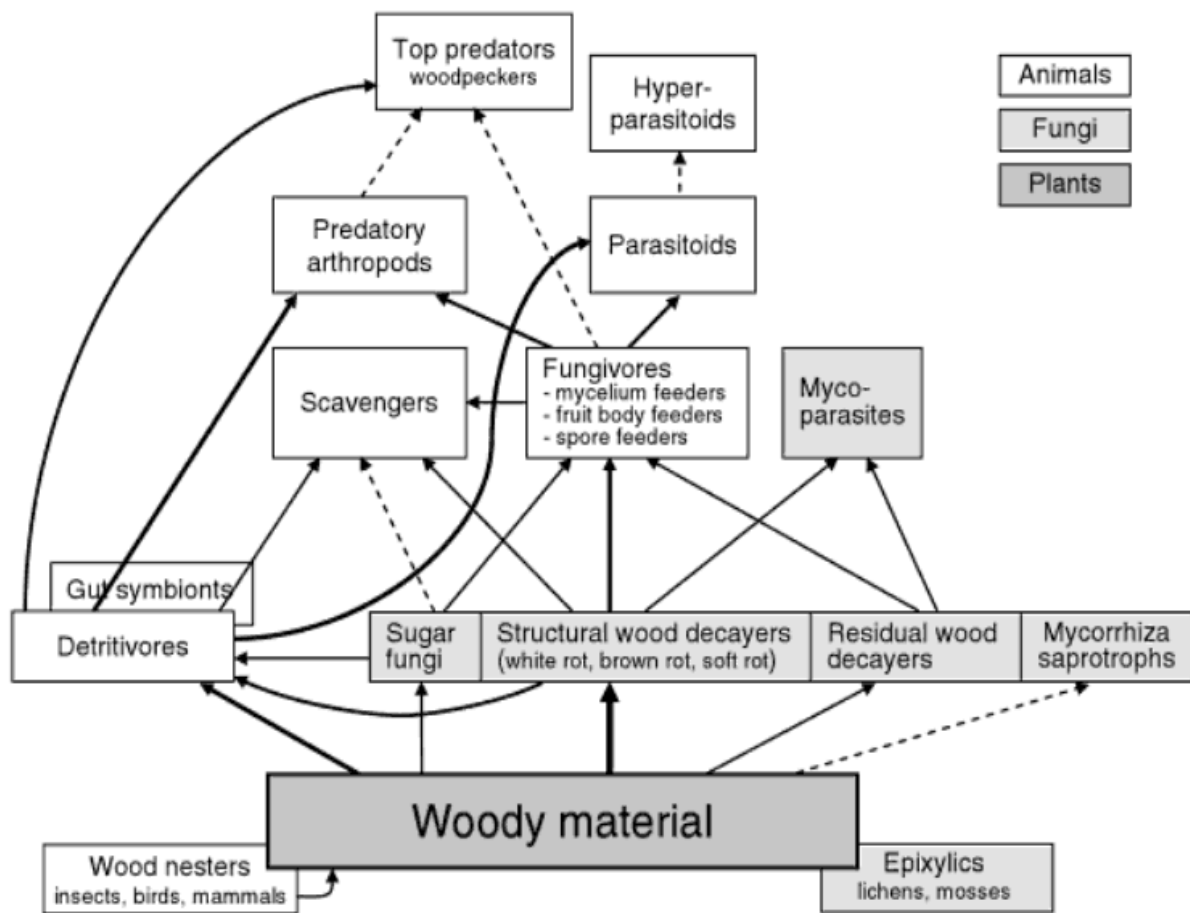 Top predators
woodpeckers
Hyper-
parasitoids
Animals
Fungi
Plants
Predatory
arthropods
Parasitoids
Scavengers
Fungivores
- mycelium feeders
- fruit body feeders
- spore feeders
Myco-
parasites
Gut symbionts
Detritivores
Sugar
fungi
Structural wood decayers
(white rot, brown rot, soft rot)
Residual wood
decayers
Mycorrhiza
saprotrophs
Woody material
Wood nesters
insects, birds, mammals
Epixylics
lichens, mosses